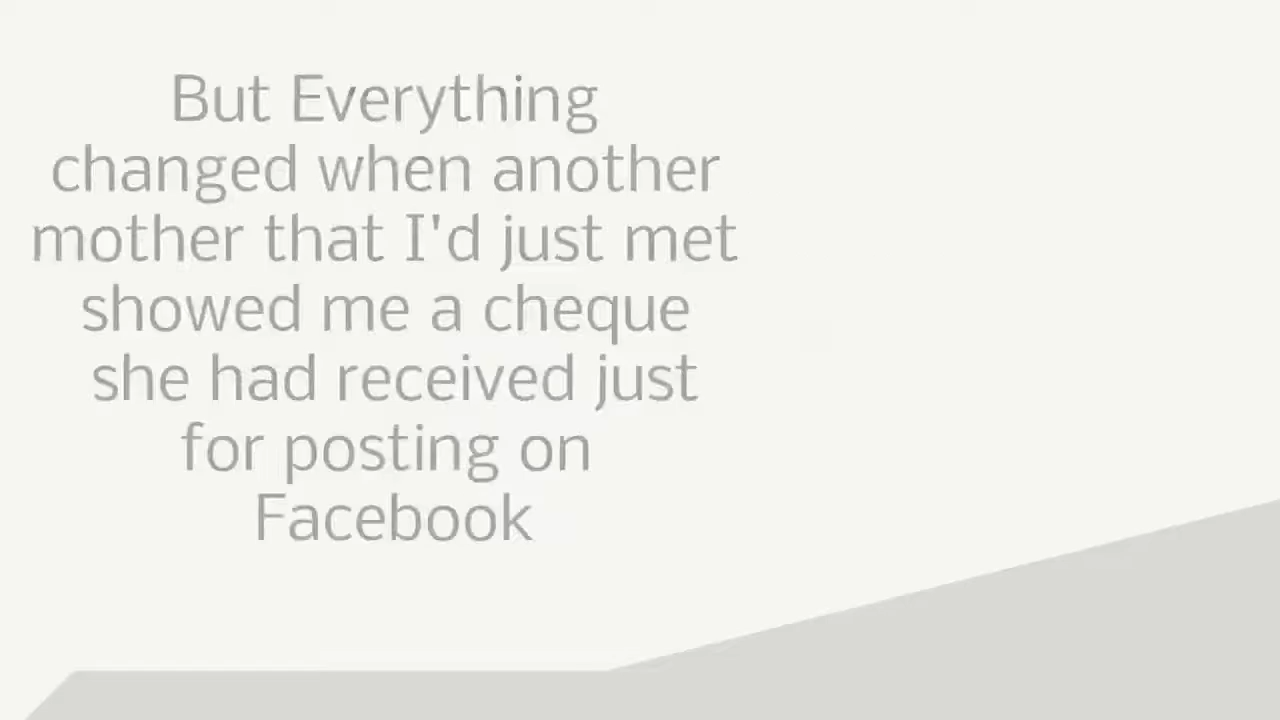 But Everything
changed when another
mother that I'd just met
showed me a cheque
she had received just
for posting on
Facebook